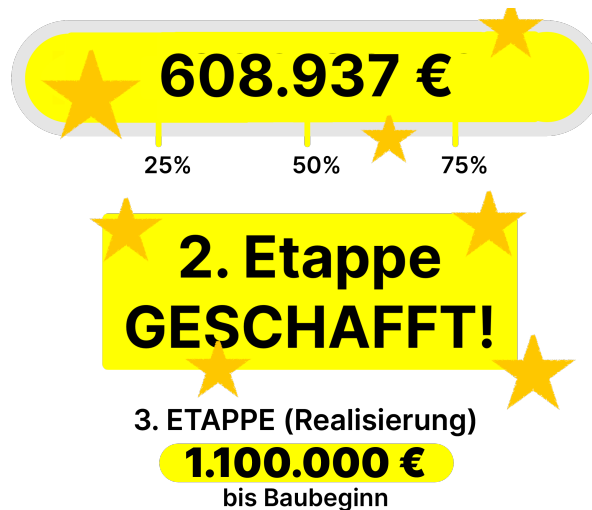 608.937 €
25% 50% 75%
2. Etappe
GESCHAFFT!
3. ETAPPE (Realisierung)
1.100.000 €
bis Baubeginn